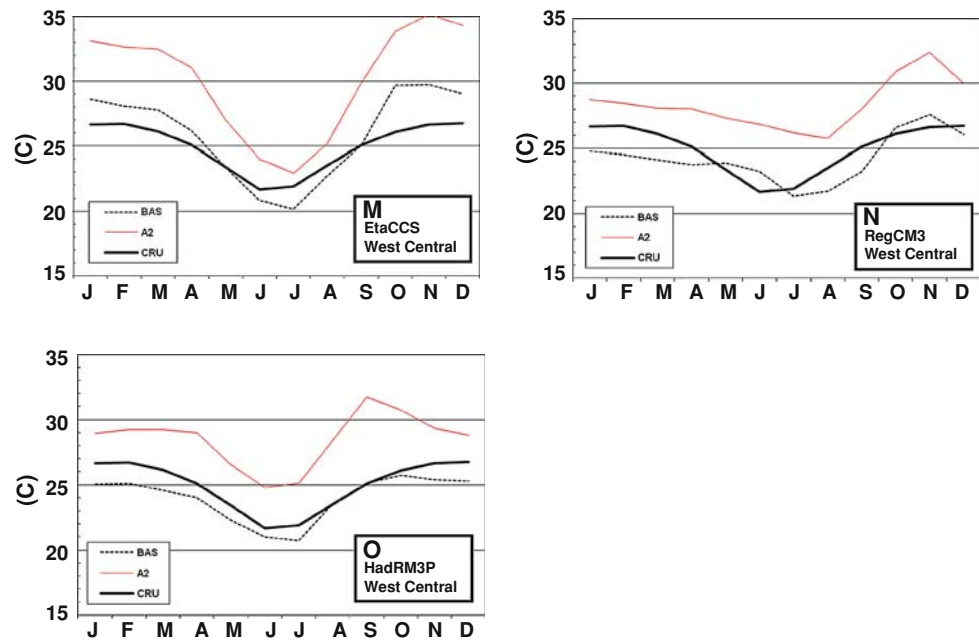 35
30
25
20
15
(C)
BAS
A2
CRU
M
EtaCCS
West Central
J F M A M J J A S O N D
35
30
25
20
15
(C)
BAS
A2
CRU
N
RegCM3
West Central
J F M A M J J A S O N D
35
30
25
20
15
(C)
BAS
A2
CRU
O
HadRM3P
West Central
J F M A M J J A S O D